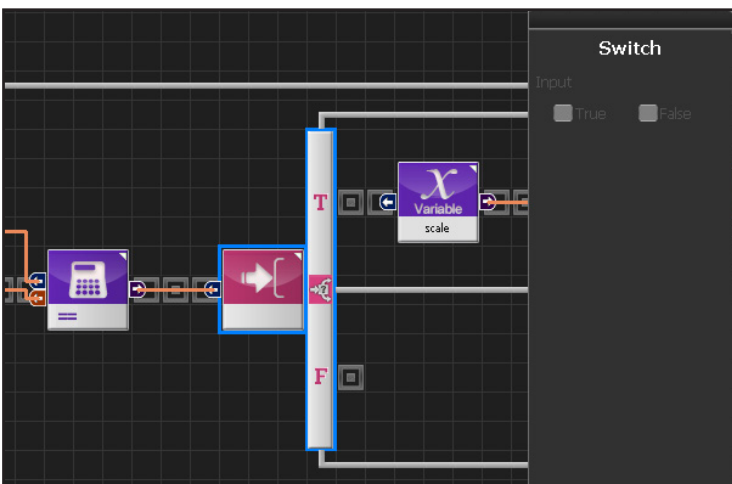 Switch
Input
True False
T
Variable
scale
==
F